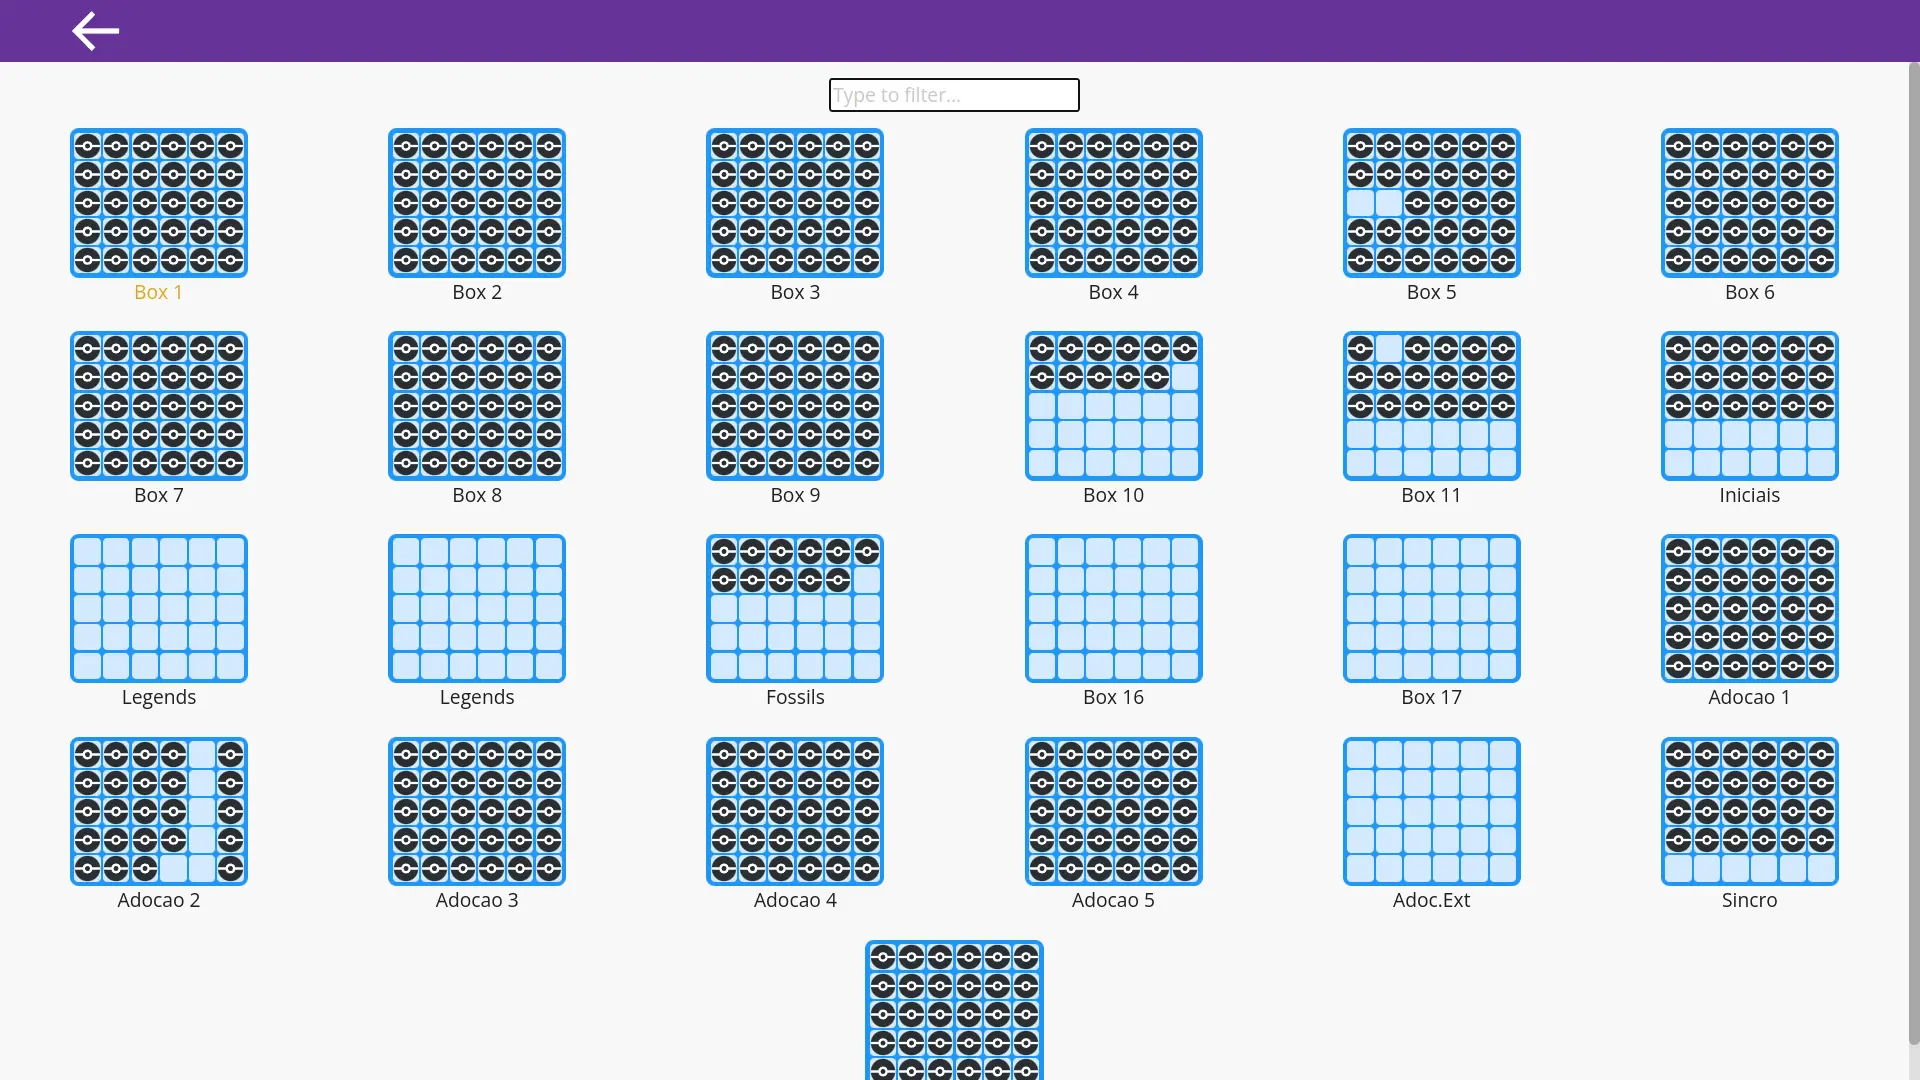 Type to filter...
Box 1
Box 2
Box 3
Box 4
Box 5
Box 6
Box 7
Box 8
Box 9
Box 10
Box 11
Iniciais
Legends
Legends
Fossils
Box 16
Box 17
Adocao 1
Adocao 2
Adocao 3
Adocao 4
Adocao 5
Adoc.Ext
Sincro